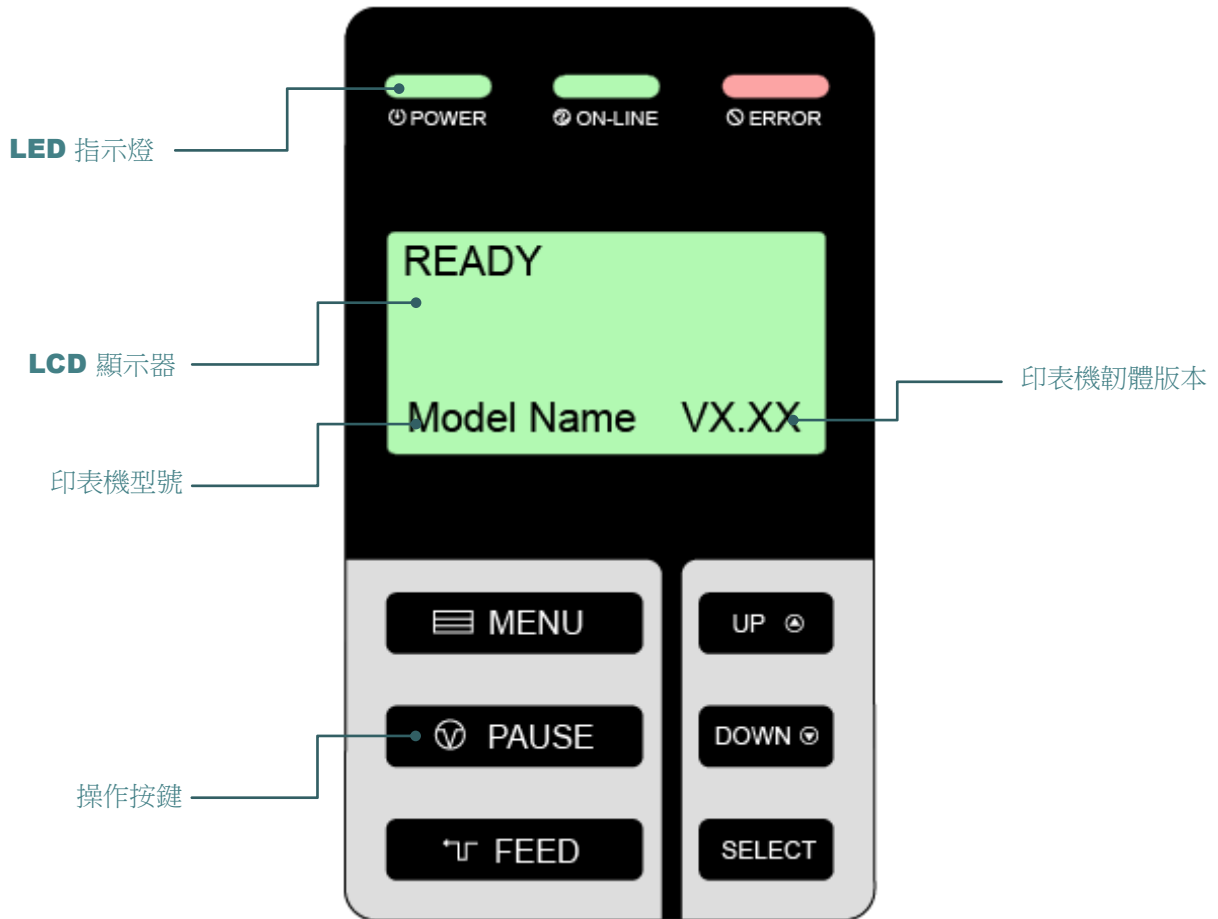 POWER
ON-LINE
ERROR
LED 指示燈
READY
LCD 顯示器
印表機韌體版本
Model Name VX.XX
印表機型號
MENU
UP
PAUSE
DOWN
操作按鍵
FEED
SELECT